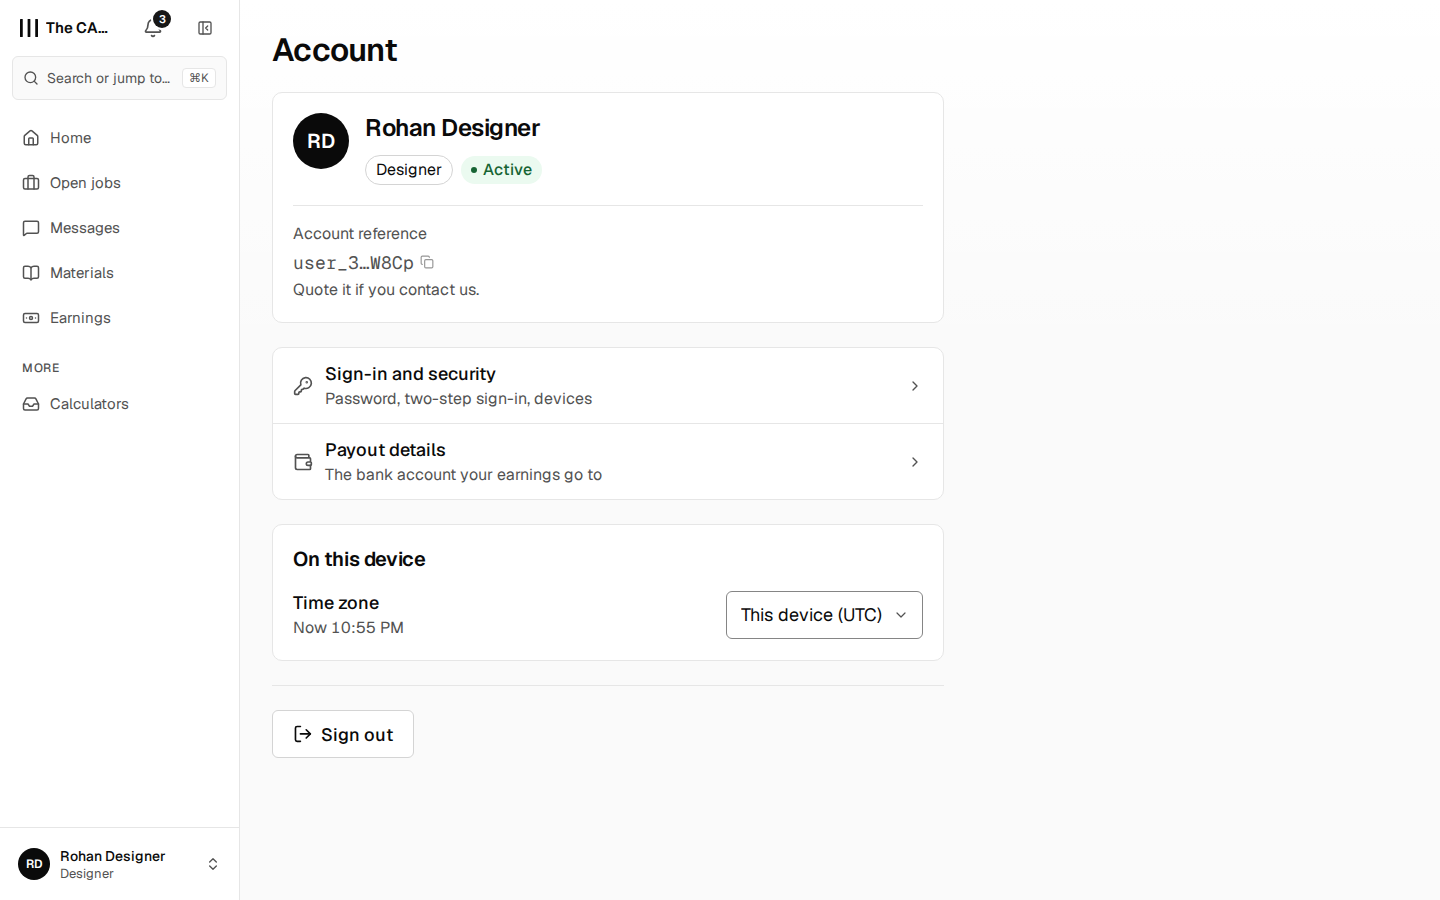 The CA...
3
Search or jump to...
⌘K
Home
Open jobs
Messages
Materials
Earnings
MORE
Calculators
RD
Rohan Designer
Designer
Account
RD
Rohan Designer
Designer
Active
Account reference
user_3…W8Cp
Quote it if you contact us.
Sign-in and security
Password, two-step sign-in, devices
Payout details
The bank account your earnings go to
On this device
Time zone
Now 10:55 PM
This device (UTC)
Sign out